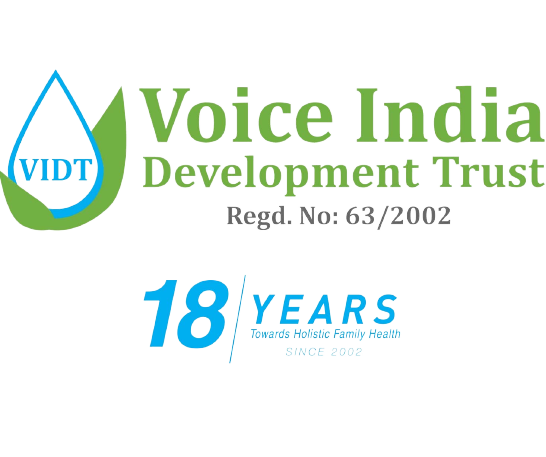 VIDT
Voice India
Development Trust
Regd. No: 63/2002
18 YEARS
Towards Holistic Family Health
SINCE 2002